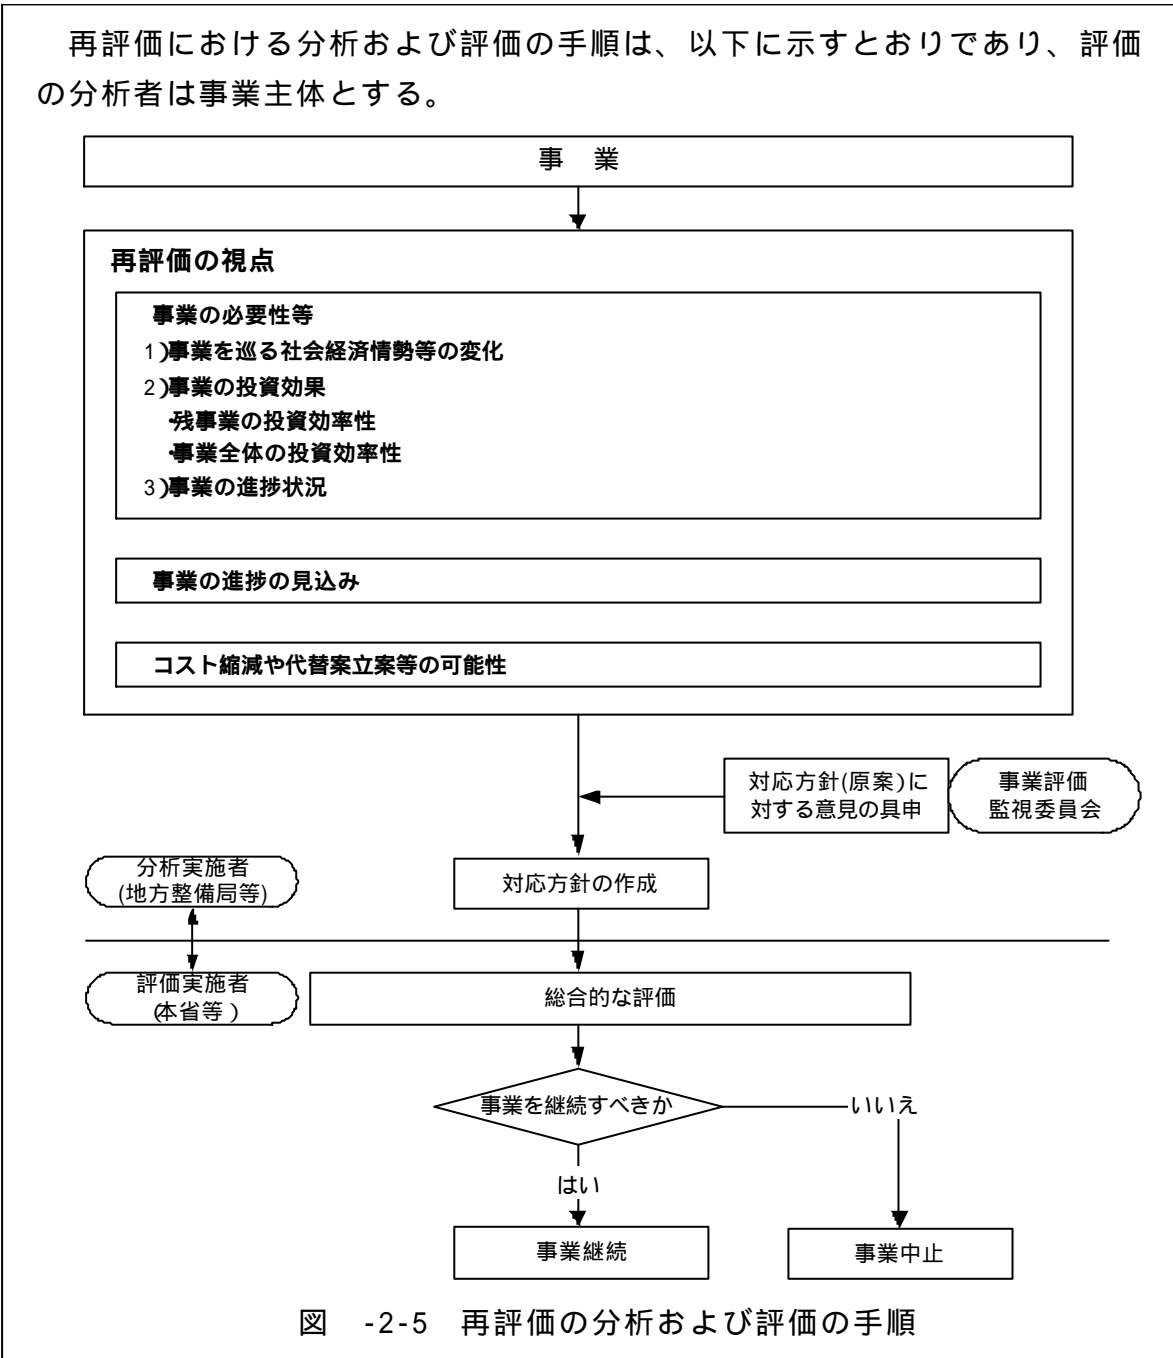 再評価における分析および評価の手順は、以下に示すとおりであり、評価
の分析者は事業主体とする。
事　業
再評価の視点
事業の必要性等
1)事業を巡る社会経済情勢等の変化
2)事業の投資効果
・残事業の投資効率性
・事業全体の投資効率性
3)事業の進捗状況
事業の進捗の見込み
コスト縮減や代替案立案等の可能性
対応方針(原案)に
対する意見の具申
事業評価
監視委員会
分析実施者
(地方整備局等)
対応方針の作成
評価実施者
(本省等)
総合的な評価
事業を継続すべきか
いいえ
はい
事業継続
事業中止
図　-2-5　再評価の分析および評価の手順